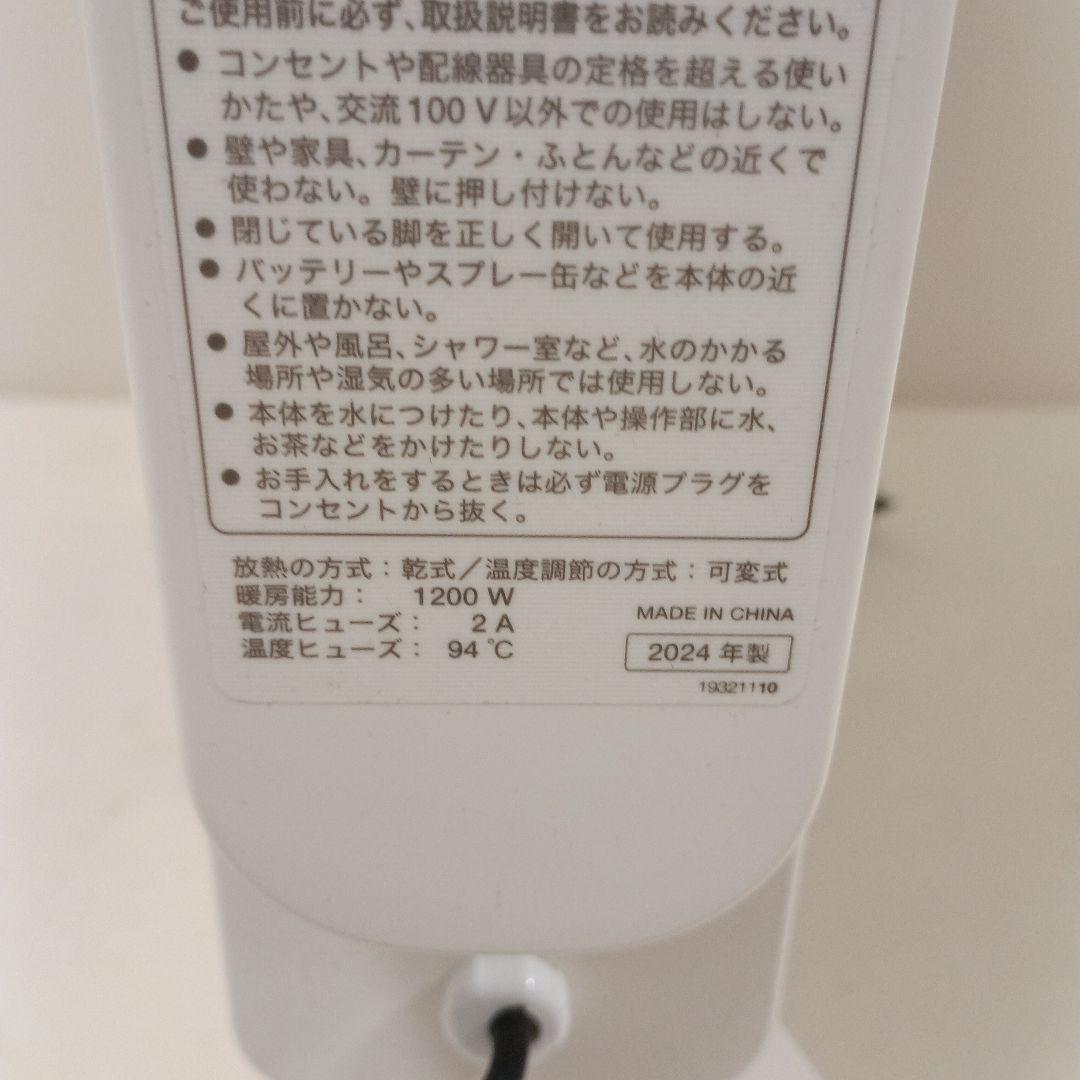 ご使用前に必ず、取扱説明書をお読みください。
● コンセントや配線器具の定格を超える使い
かたや、交流100 V以外での使用はしない。
● 壁や家具、カーテン・ふとんなどの近くで
使わない。壁に押し付けない。
● 閉じている脚を正しく開いて使用する。
● バッテリーやスプレー缶などを本体の近
くに置かない。
● 屋外や風呂、シャワー室など、水のかかる
場所や湿気の多い場所では使用しない。
● 本体を水につけたり、本体や操作部に水、
お茶などをかけたりしない。
● お手入れをするときは必ず電源プラグを
コンセントから抜く。
放熱の方式：乾式／温度調節の方式：可変式
暖房能力： 1200 W
電流ヒューズ： 2 A
温度ヒューズ： 94 ℃
MADE IN CHINA
2024 年製
19321110